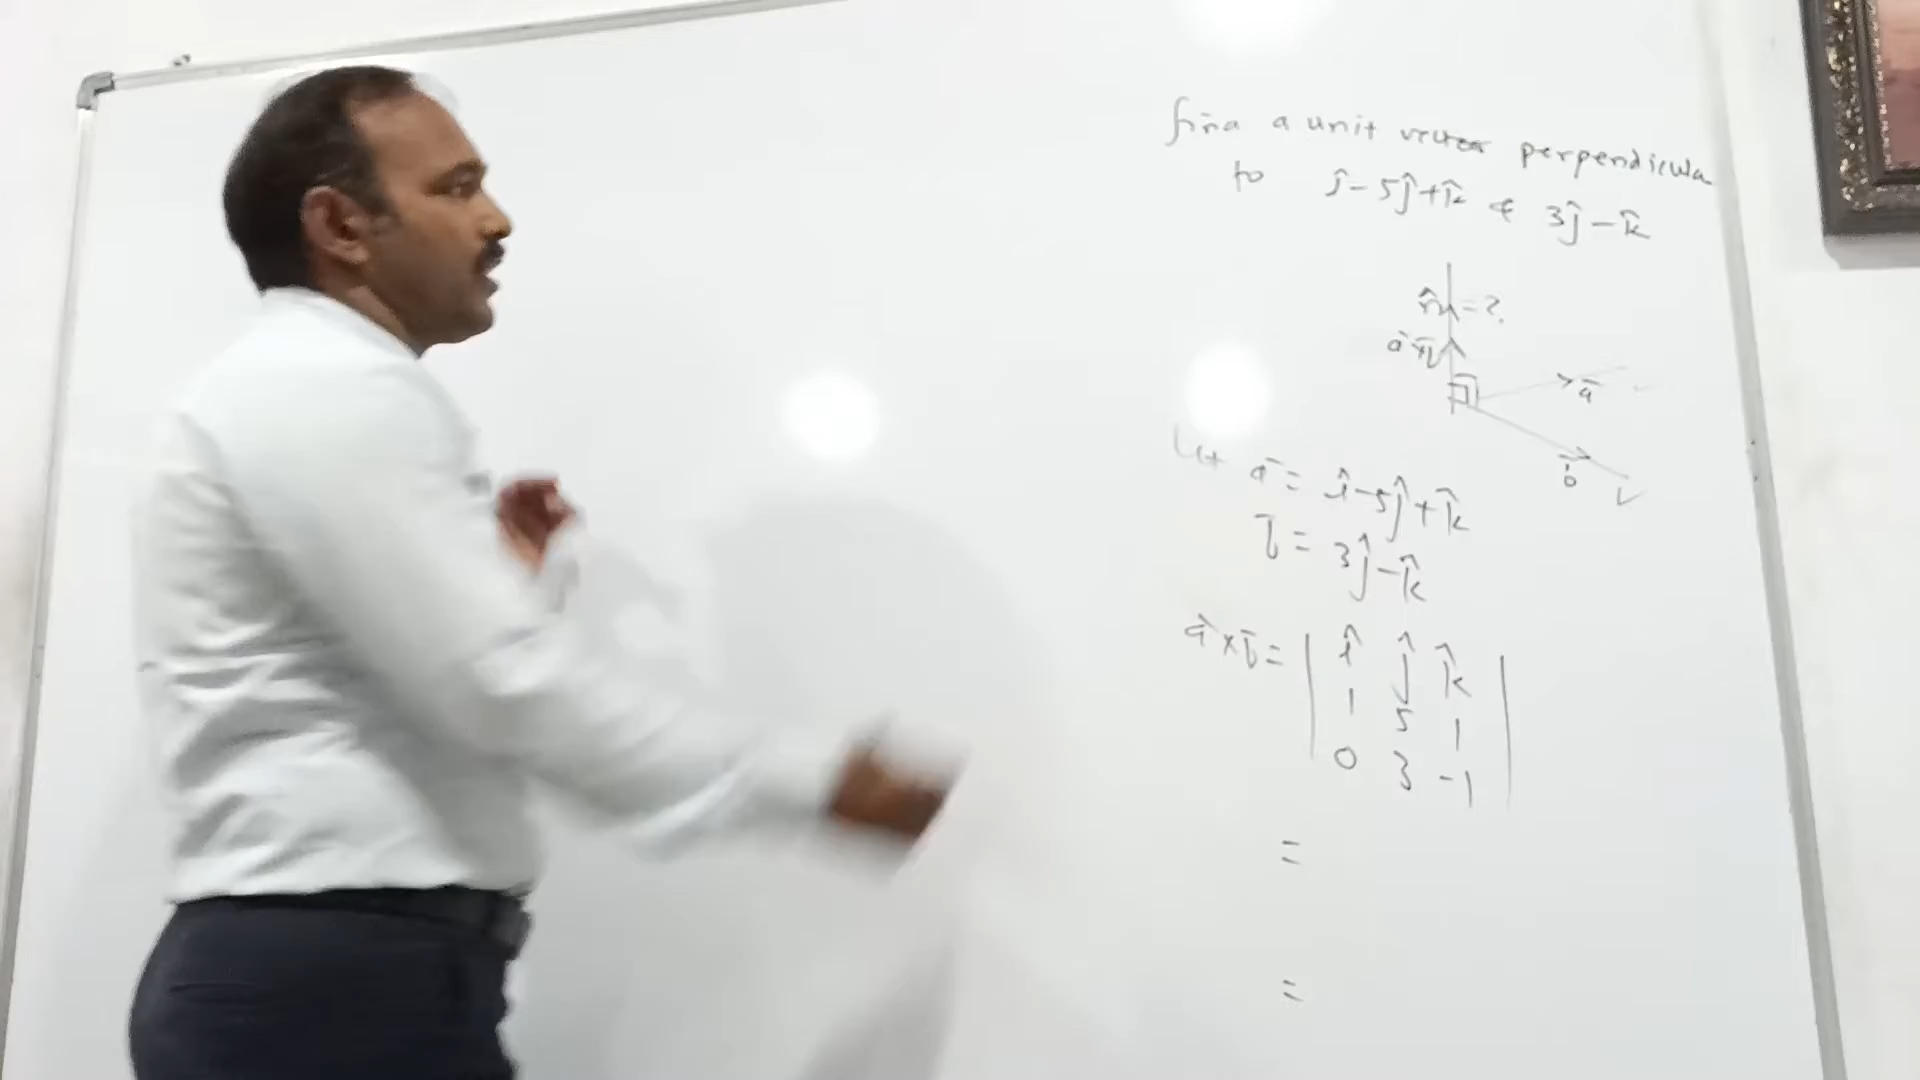 find a unit vector perpendicular
to î-5ĵ+k̂ & 3ĵ-k̂
n̂=?
a̅×b̅
a̅
b̅
Let a̅= î-5ĵ+k̂
b̅= 3ĵ-k̂
a̅×b̅= | î ĵ k̂ |
1 5 1
0 3 -1
=
=